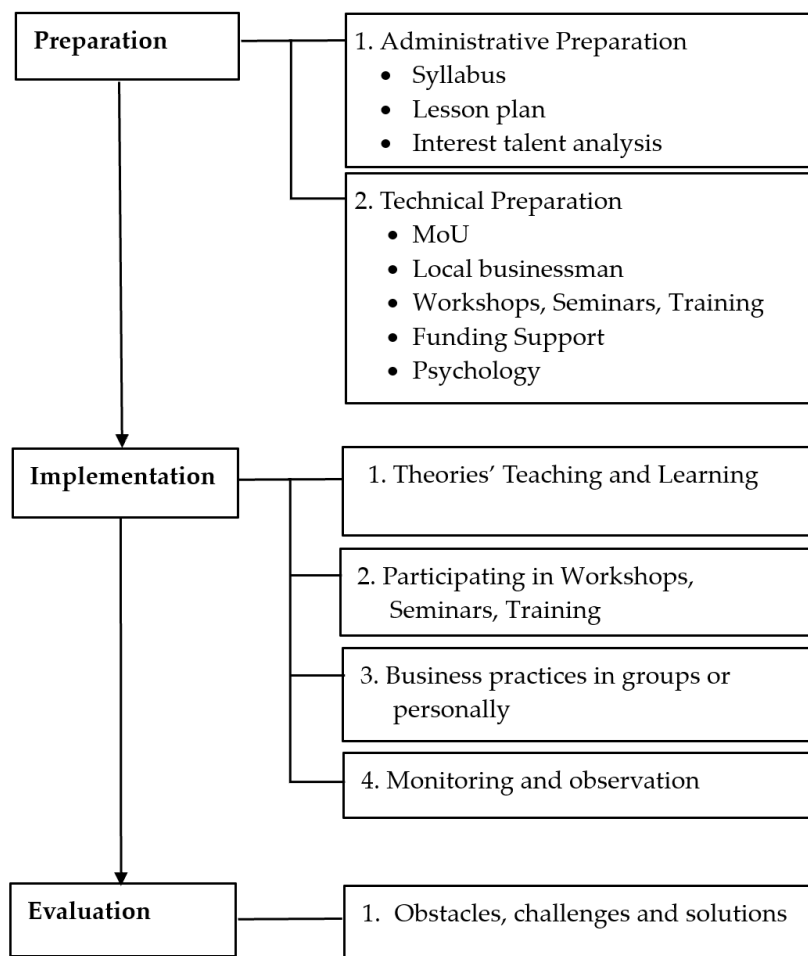 Preparation
1. Administrative Preparation
• Syllabus
• Lesson plan
• Interest talent analysis
2. Technical Preparation
• MoU
• Local businessman
• Workshops, Seminars, Training
• Funding Support
• Psychology
Implementation
1. Theories’ Teaching and Learning
2. Participating in Workshops,
Seminars, Training
3. Business practices in groups or
personally
4. Monitoring and observation
Evaluation
1. Obstacles, challenges and solutions